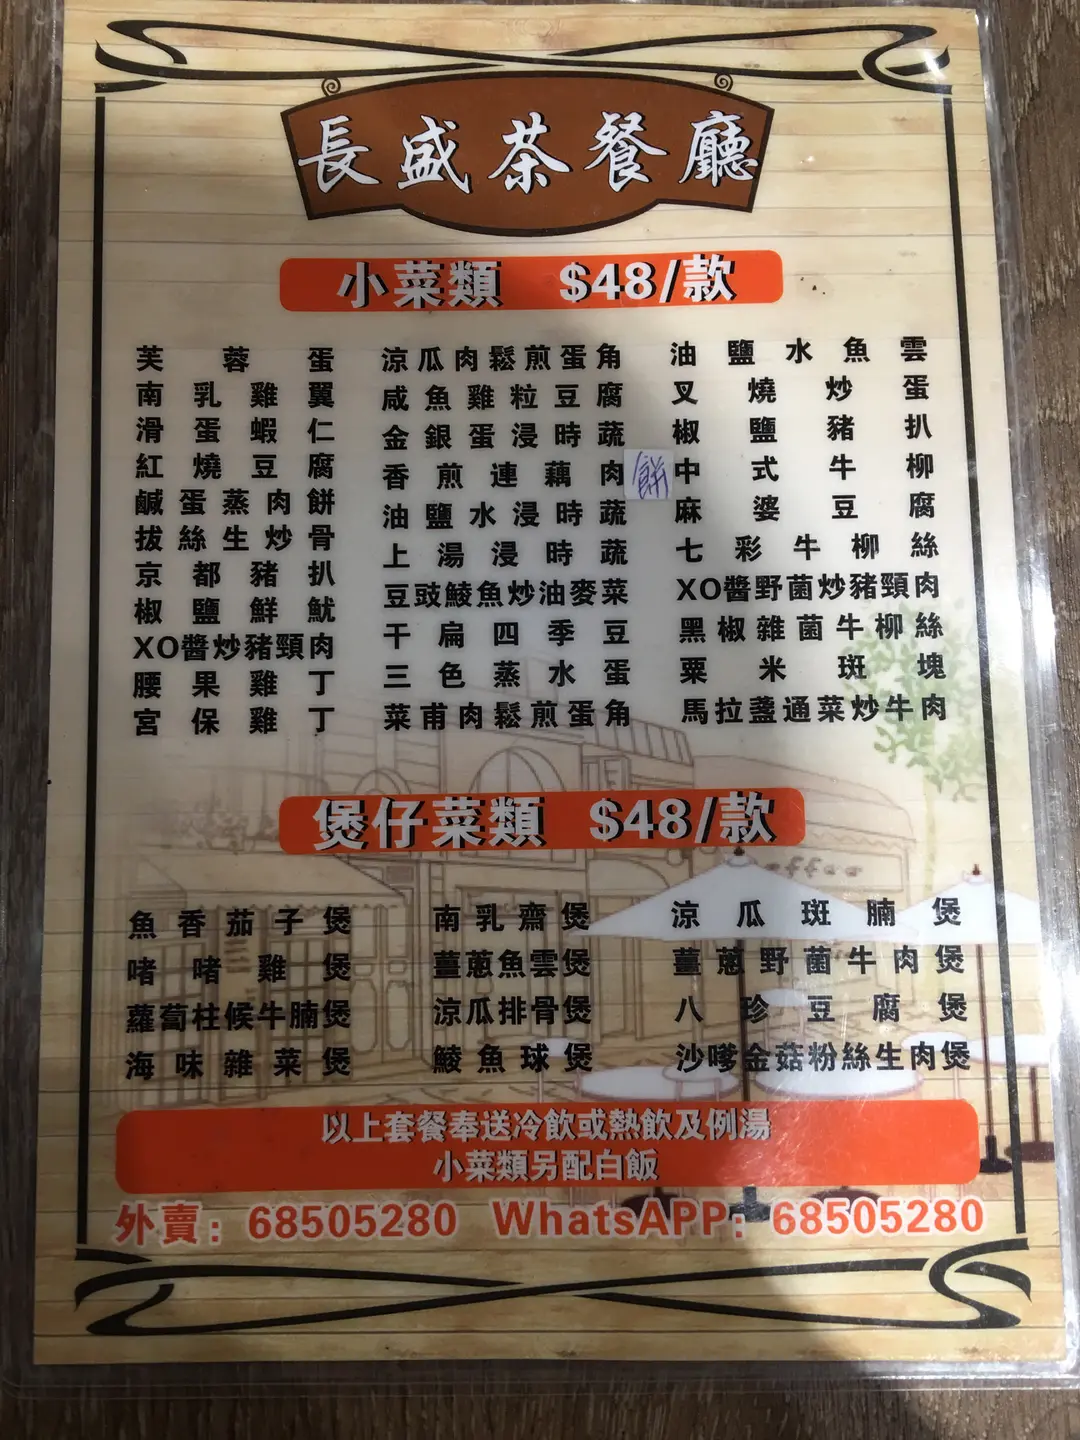 長盛茶餐廳
小菜類 $48/款
芙蓉蛋
南乳雞翼
滑蛋蝦仁
紅燒豆腐
鹹蛋蒸肉餅
拔絲生炒骨
京都豬扒
椒鹽鮮魷
XO醬炒豬頸肉
腰果雞丁
宮保雞丁
涼瓜肉鬆煎蛋角
咸魚雞粒豆腐
金銀蛋浸時蔬
香煎連藕肉餅
油鹽水浸時蔬
上湯浸時蔬
豆豉鯪魚炒油麥菜
干扁四季豆
三色蒸水蛋
菜甫肉鬆煎蛋角
油鹽水魚雲
叉燒炒蛋
椒鹽豬扒
中式牛柳
麻婆豆腐
七彩牛柳絲
XO醬野菌炒豬頸肉
黑椒雜菌牛柳絲
粟米斑塊
馬拉盞通菜炒牛肉
煲仔菜類 $48/款
魚香茄子煲
啫啫雞煲
蘿蔔柱候牛腩煲
海味雜菜煲
南乳齋煲
薑蔥魚雲煲
涼瓜排骨煲
鯪魚球煲
涼瓜斑腩煲
薑蔥野菌牛肉煲
八珍豆腐煲
沙嗲金菇粉絲生肉煲
以上套餐奉送冷飲或熱飲及例湯
小菜類另配白飯
外賣：68505280 WhatsAPP：68505280